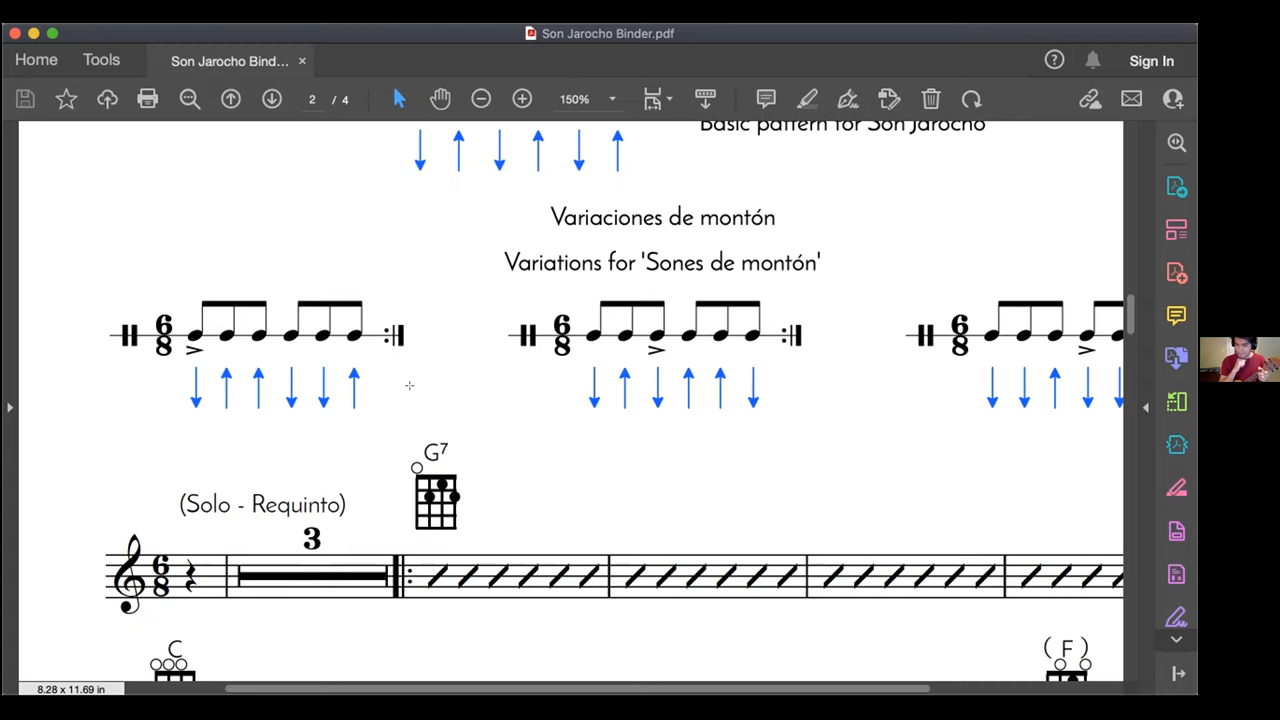 Son Jarocho Binder.pdf
Home Tools Son Jarocho Bind... × Sign In
2 / 4 150%
Basic pattern for Son Jarocho
Variaciones de montón
Variations for 'Sones de montón'
6 8 6 8 6 8
G7
(Solo - Requinto)
3
6 8
C ( F )
8.28 x 11.69 in